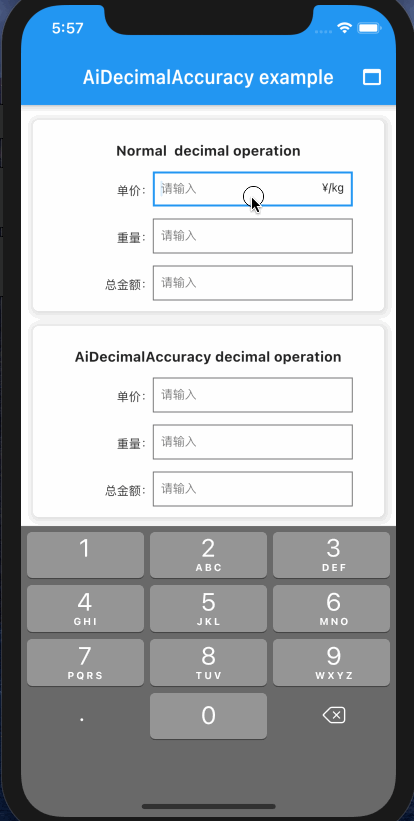 5:57
AiDecimalAccuracy example
Normal decimal operation
单价: 请输入 ¥/kg
重量: 请输入
总金额: 请输入
AiDecimalAccuracy decimal operation
单价: 请输入
重量: 请输入
总金额: 请输入
1 2 3
ABC DEF
4 5 6
GHI JKL MNO
7 8 9
PQRS TUV WXYZ
. 0